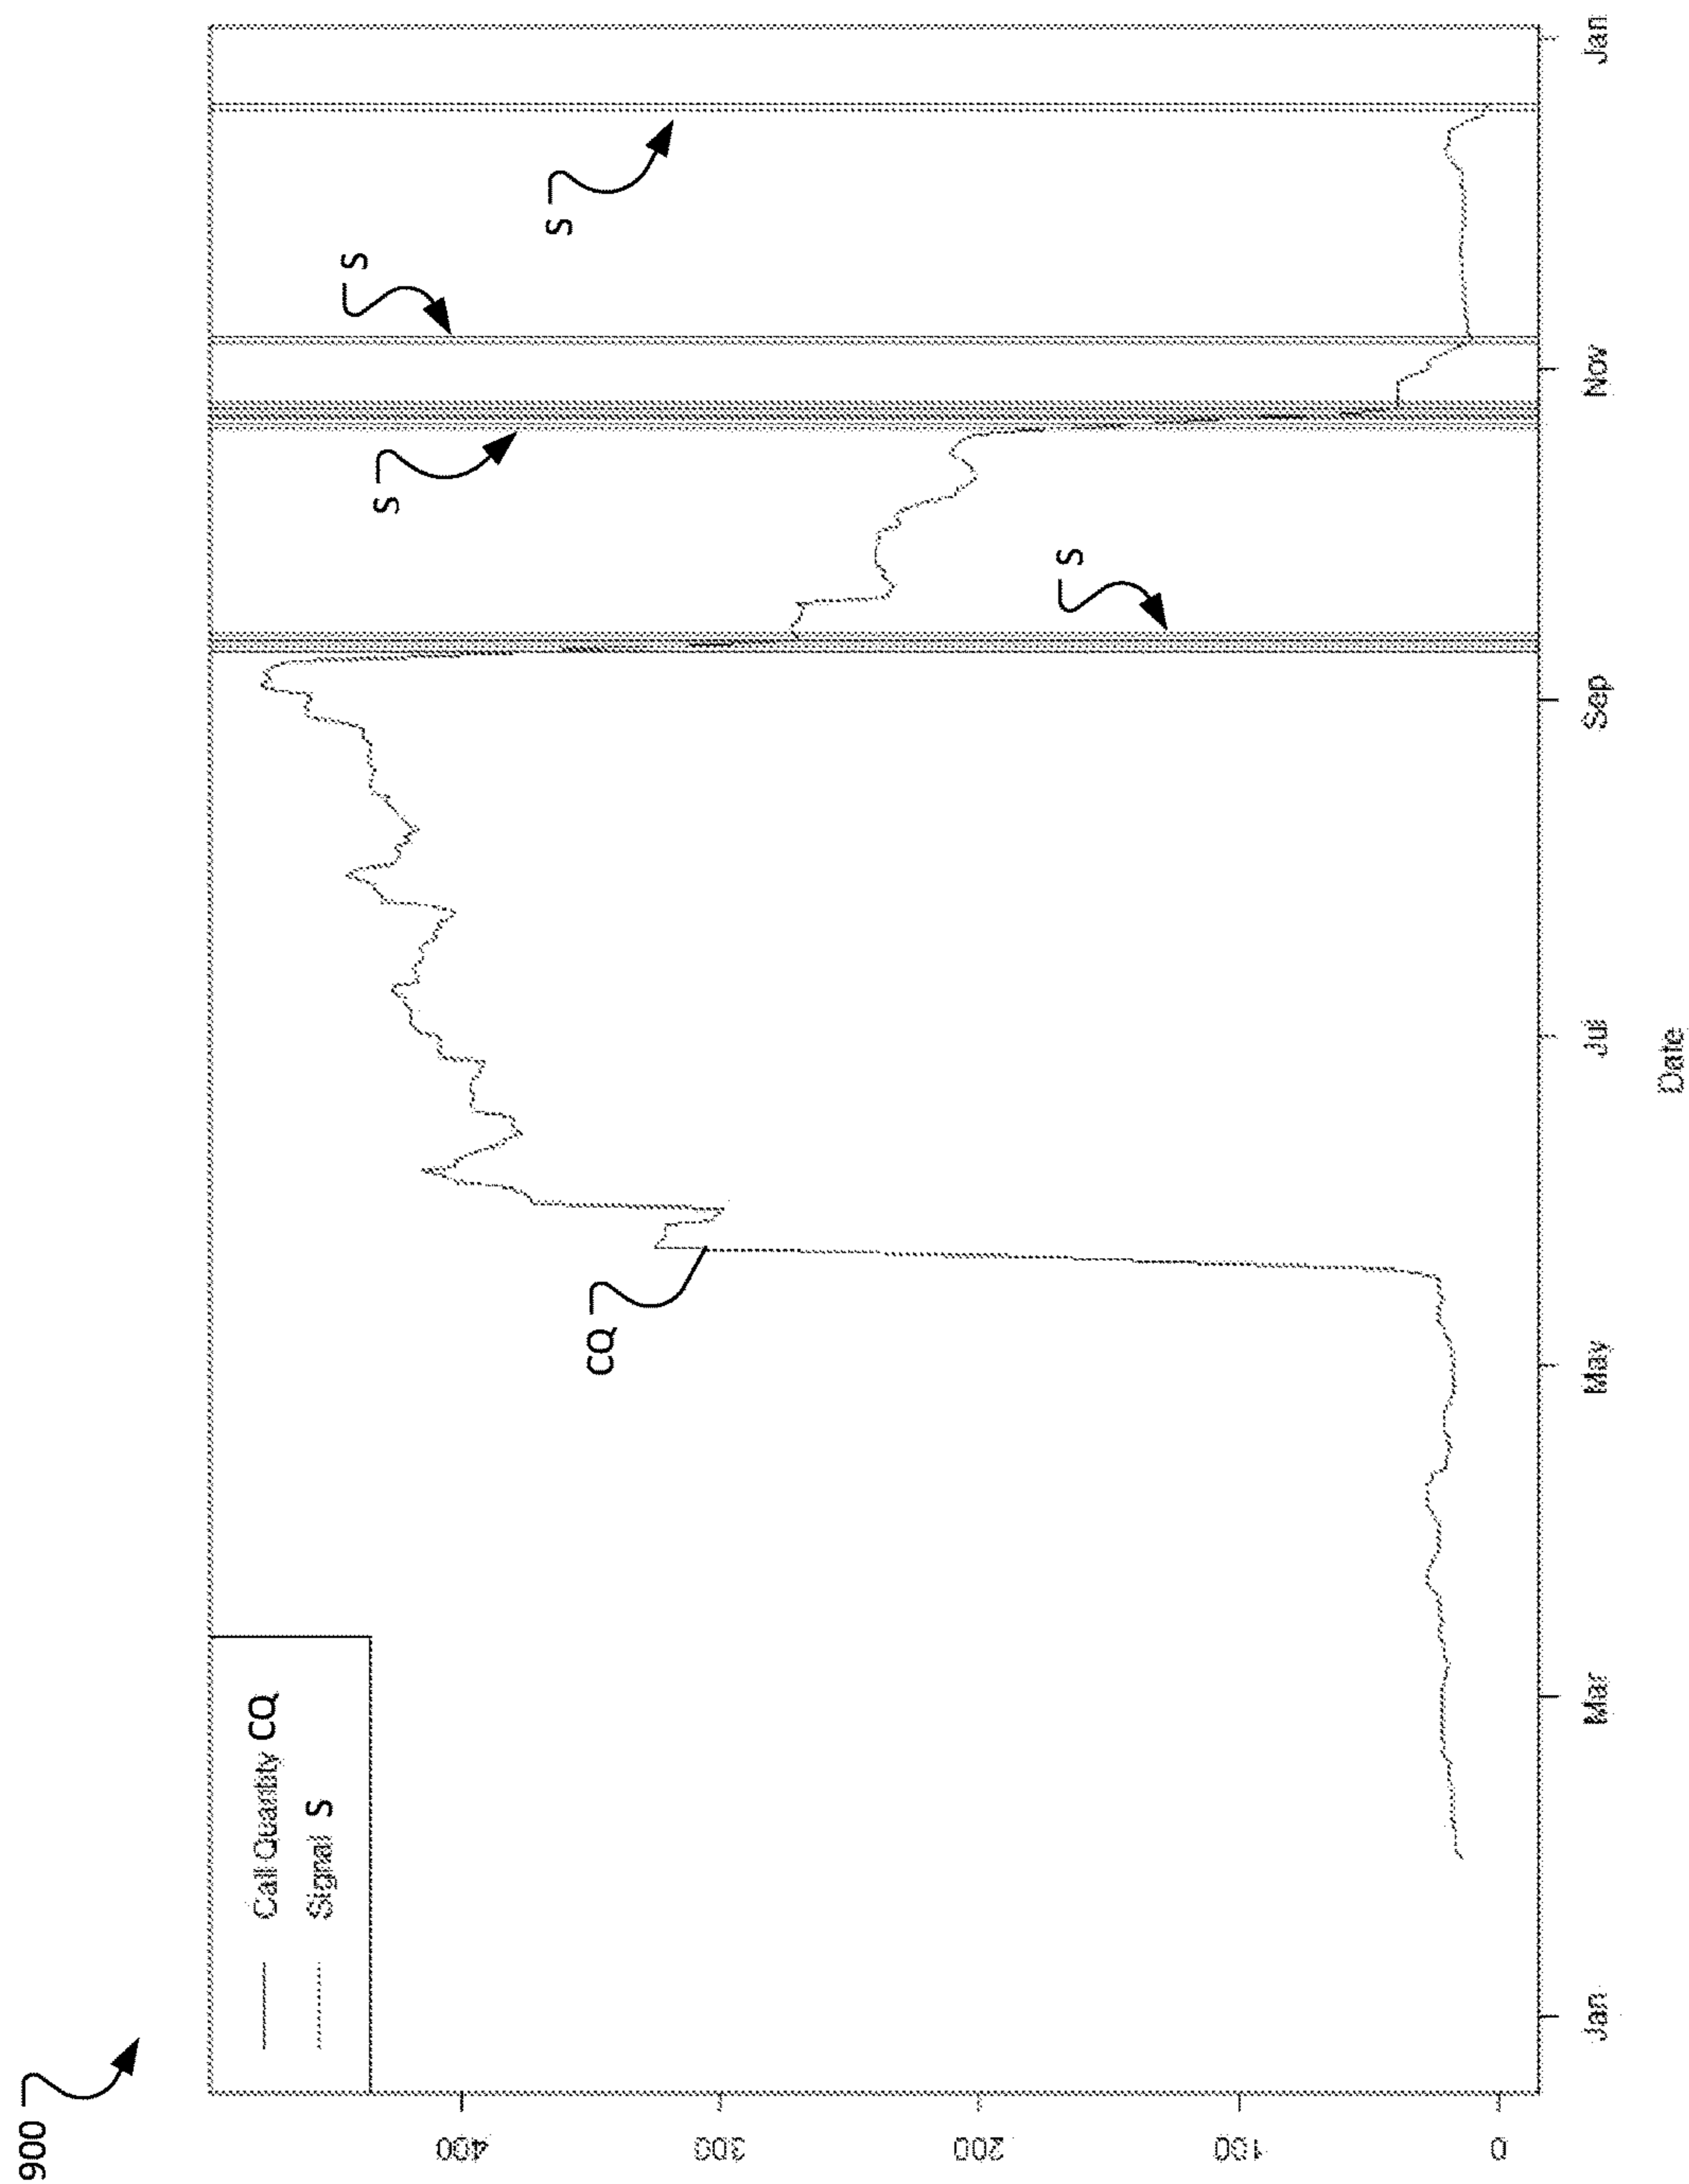 900
Call Quantity CQ
Signal S
400
300
200
100
0
CQ
S
S
S
S
Jan
Mar
May
Jul
Sep
Nov
Jan
Date